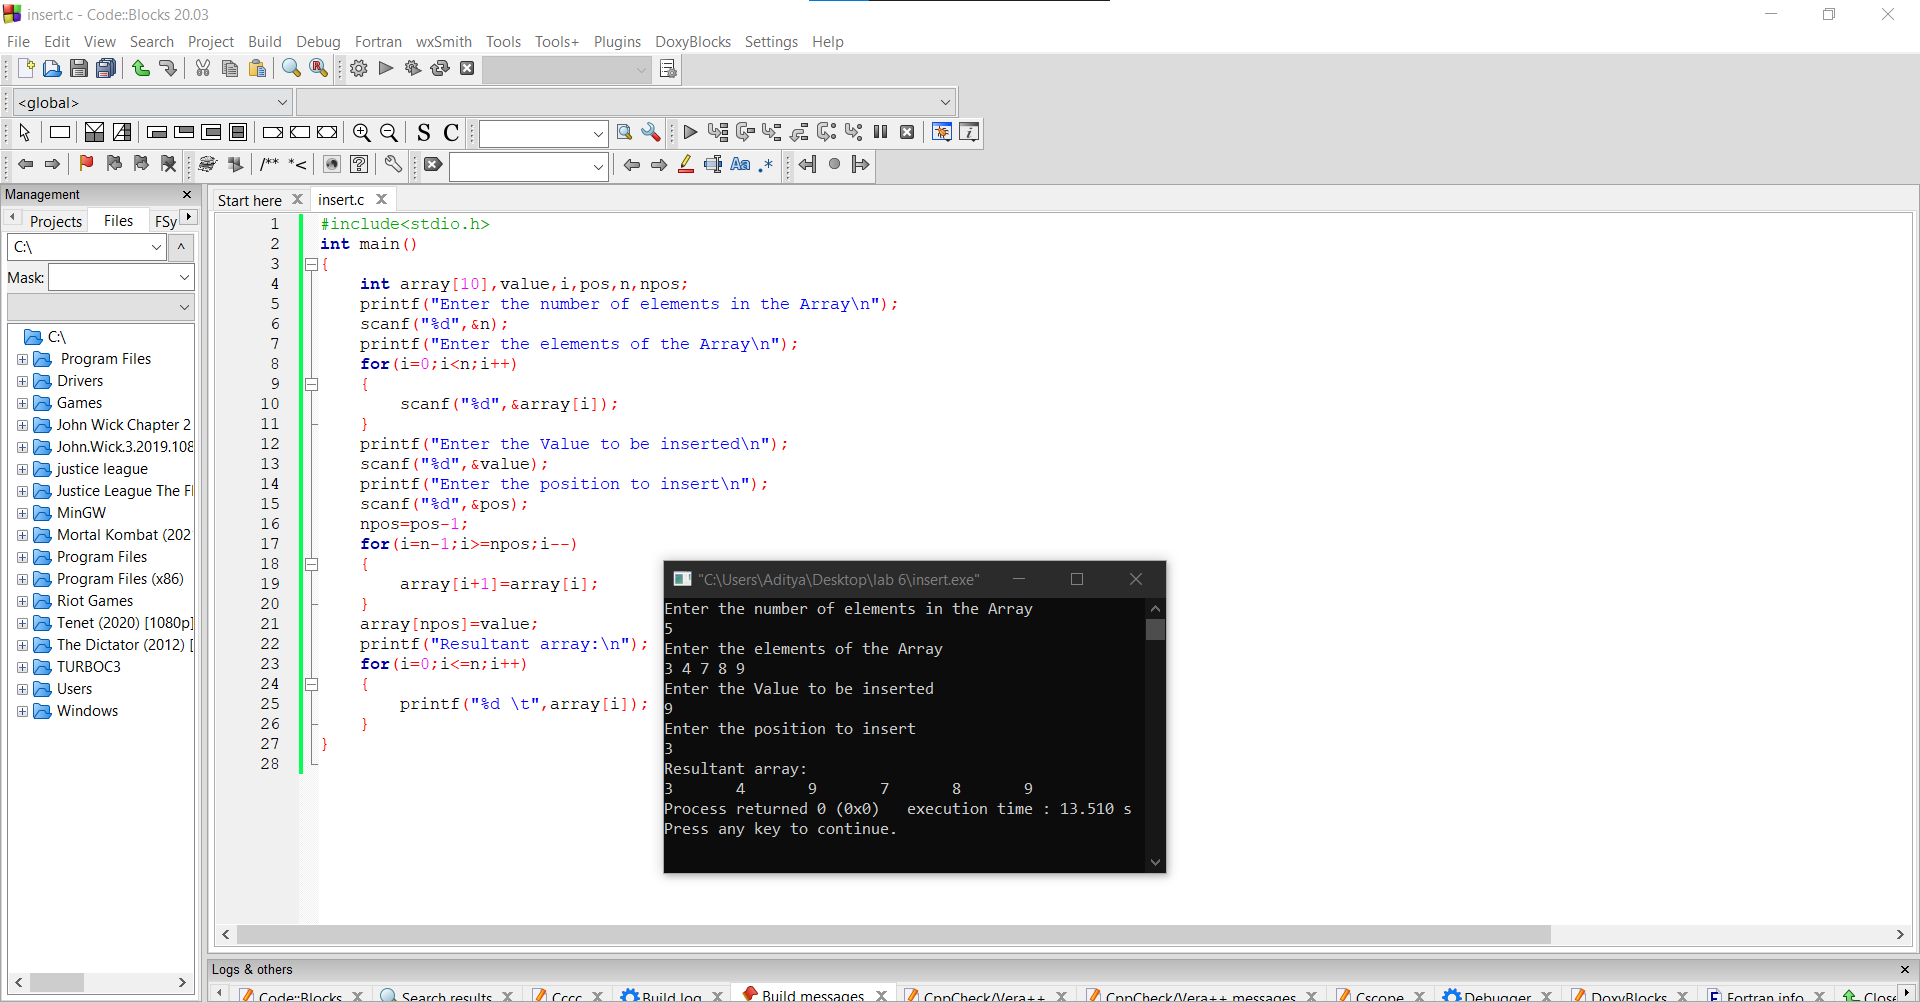 insert.c - Code::Blocks 20.03
File Edit View Search Project Build Debug Fortran wxSmith Tools Tools+ Plugins DoxyBlocks Settings Help
<global>
S C
/** *<
Aa .*
Management
Projects Files FSy
C:\
Mask:
C:\
Program Files
Drivers
Games
John Wick Chapter 2
John.Wick.3.2019.108
justice league
Justice League The Fl
MinGW
Mortal Kombat (202
Program Files
Program Files (x86)
Riot Games
Tenet (2020) [1080p]
The Dictator (2012) [
TURBOC3
Users
Windows
Start here insert.c
1 #include<stdio.h>
2 int main()
3 {
4 int array[10],value,i,pos,n,npos;
5 printf("Enter the number of elements in the Array\n");
6 scanf("%d",&n);
7 printf("Enter the elements of the Array\n");
8 for(i=0;i<n;i++)
9 {
10 scanf("%d",&array[i]);
11 }
12 printf("Enter the Value to be inserted\n");
13 scanf("%d",&value);
14 printf("Enter the position to insert\n");
15 scanf("%d",&pos);
16 npos=pos-1;
17 for(i=n-1;i>=npos;i--)
18 {
19 array[i+1]=array[i];
20 }
21 array[npos]=value;
22 printf("Resultant array:\n");
23 for(i=0;i<=n;i++)
24 {
25 printf("%d \t",array[i]);
26 }
27 }
28
"C:\Users\Aditya\Desktop\lab 6\insert.exe"
Enter the number of elements in the Array
5
Enter the elements of the Array
3 4 7 8 9
Enter the Value to be inserted
9
Enter the position to insert
3
Resultant array:
3 4 9 7 8 9
Process returned 0 (0x0) execution time : 13.510 s
Press any key to continue.
Logs & others
Code::Blocks Search results Cccc Build log Build messages CppCheck/Vera++ CppCheck/Vera++ messages Cscope Debugger DoxyBlocks Fortran info Close